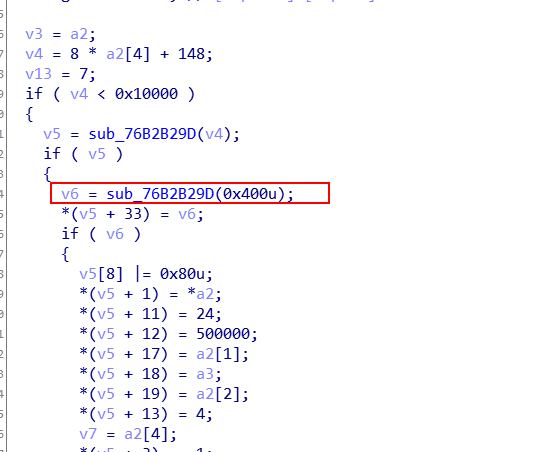 v3 = a2;
v4 = 8 * a2[4] + 148;
v13 = 7;
if ( v4 < 0x10000 )
{
v5 = sub_76B2B29D(v4);
if ( v5 )
{
v6 = sub_76B2B29D(0x400u);
*(v5 + 33) = v6;
if ( v6 )
{
v5[8] |= 0x80u;
*(v5 + 1) = *a2;
*(v5 + 11) = 24;
*(v5 + 12) = 500000;
*(v5 + 17) = a2[1];
*(v5 + 18) = a3;
*(v5 + 19) = a2[2];
*(v5 + 13) = 4;
v7 = a2[4];